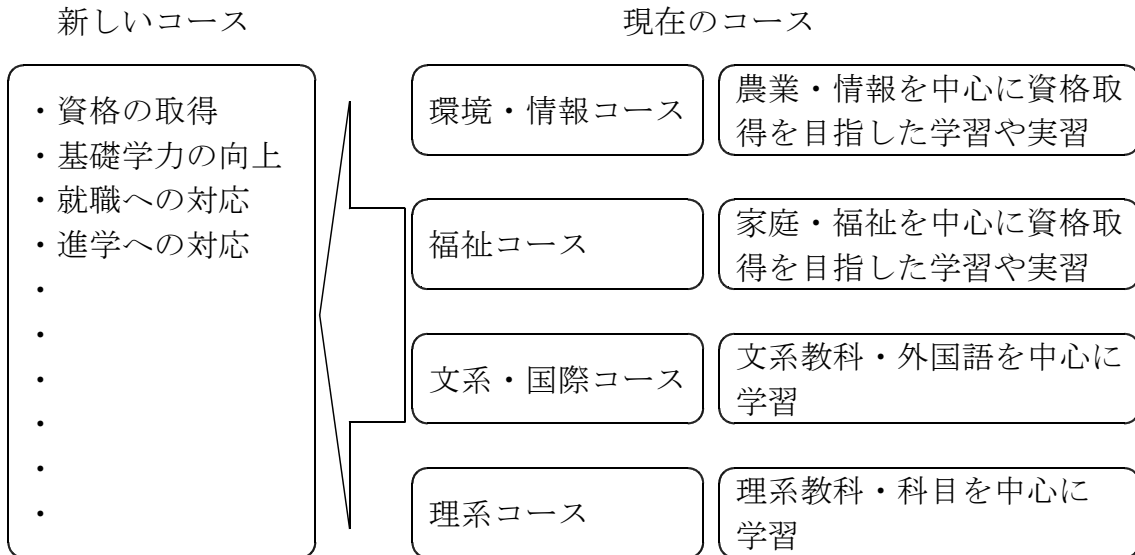 新しいコース
現在のコース
・資格の取得
・基礎学力の向上
・就職への対応
・進学への対応
・
・
・
・
・
・
環境・情報コース
農業・情報を中心に資格取
得を目指した学習や実習
福祉コース
家庭・福祉を中心に資格取
得を目指した学習や実習
文系・国際コース
文系教科・外国語を中心に
学習
理系コース
理系教科・科目を中心に
学習